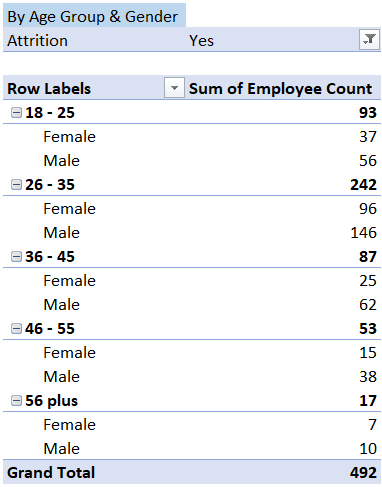 By Age Group & Gender
Attrition Yes
Row Labels Sum of Employee Count
18 - 25 93
Female 37
Male 56
26 - 35 242
Female 96
Male 146
36 - 45 87
Female 25
Male 62
46 - 55 53
Female 15
Male 38
56 plus 17
Female 7
Male 10
Grand Total 492